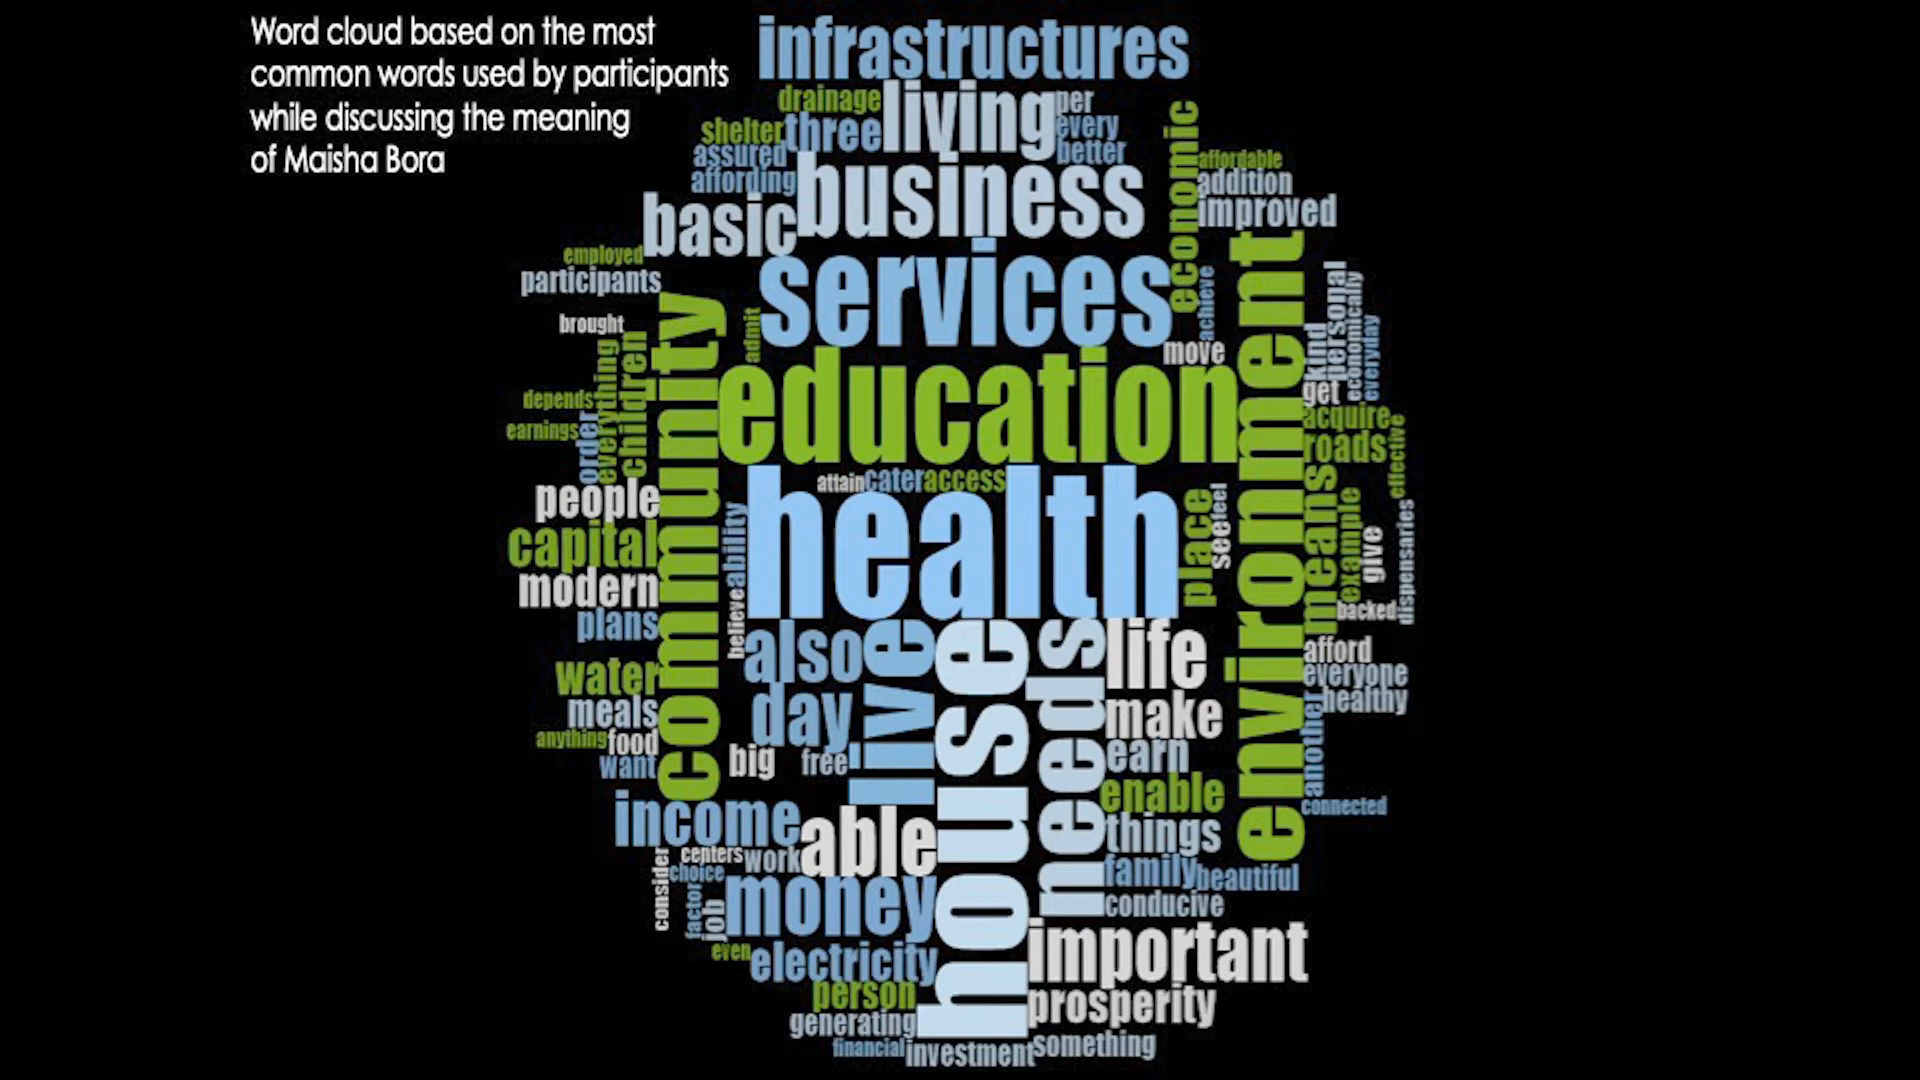 Word cloud based on the most
common words used by participants
while discussing the meaning
of Maisha Bora
infrastructures
drainage
living
per
shelter
three
every
assured
better
affording
business
economic
affordable
addition
improved
basic
employed
participants
services
achieve
environment
personal
economically
everyday
kind
brought
community
admit
move
get
everything
children
education
depends
earnings
order
acquire
roads
effective
attain
cater
access
people
capital
modern
plans
ability
believe
health
place
see
feel
means
example
give
dispensaries
backed
also
live
house
needs
life
afford
everyone
healthy
another
water
meals
anything
food
want
day
big
free
make
earn
enable
things
connected
income
able
centers
work
choice
consider
factor
job
money
family
beautiful
conducive
even
electricity
important
person
prosperity
generating
financial
investment
something